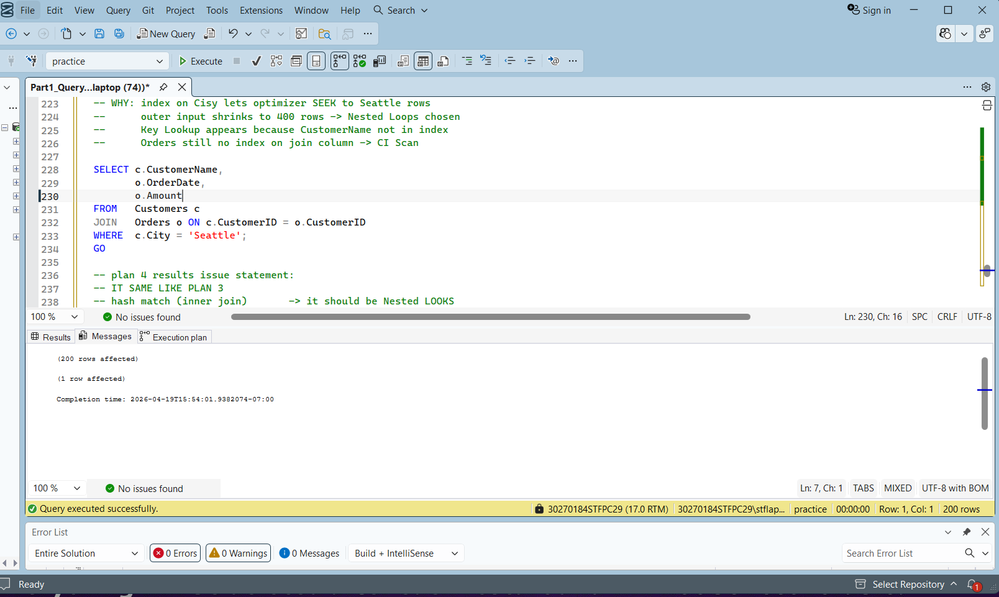 File Edit View Query Git Project Tools Extensions Window Help Search Sign in
New Query
practice Execute
Part1_Query...laptop (74))*
223 -- WHY: index on Cisy lets optimizer SEEK to Seattle rows
224 -- outer input shrinks to 400 rows -> Nested Loops chosen
225 -- Key Lookup appears because CustomerName not in index
226 -- Orders still no index on join column -> CI Scan
227
228 SELECT c.CustomerName,
229 o.OrderDate,
230 o.Amount
231 FROM Customers c
232 JOIN Orders o ON c.CustomerID = o.CustomerID
233 WHERE c.City = 'Seattle';
234 GO
235
236 -- plan 4 results issue statement:
237 -- IT SAME LIKE PLAN 3
238 -- hash match (inner join) -> it should be Nested LOOKS
100 % No issues found Ln: 230, Ch: 16 SPC CRLF UTF-8
Results Messages Execution plan
(200 rows affected)
(1 row affected)
Completion time: 2026-04-19T15:54:01.9382074-07:00
100 % No issues found Ln: 7, Ch: 1 TABS MIXED UTF-8 with BOM
Query executed successfully. 30270184STFPC29 (17.0 RTM) 30270184STFPC29\stflap... practice 00:00:00 Row: 1, Col: 1 200 rows
Error List
Entire Solution 0 Errors 0 Warnings 0 Messages Build + IntelliSense Search Error List
Ready Select Repository 1